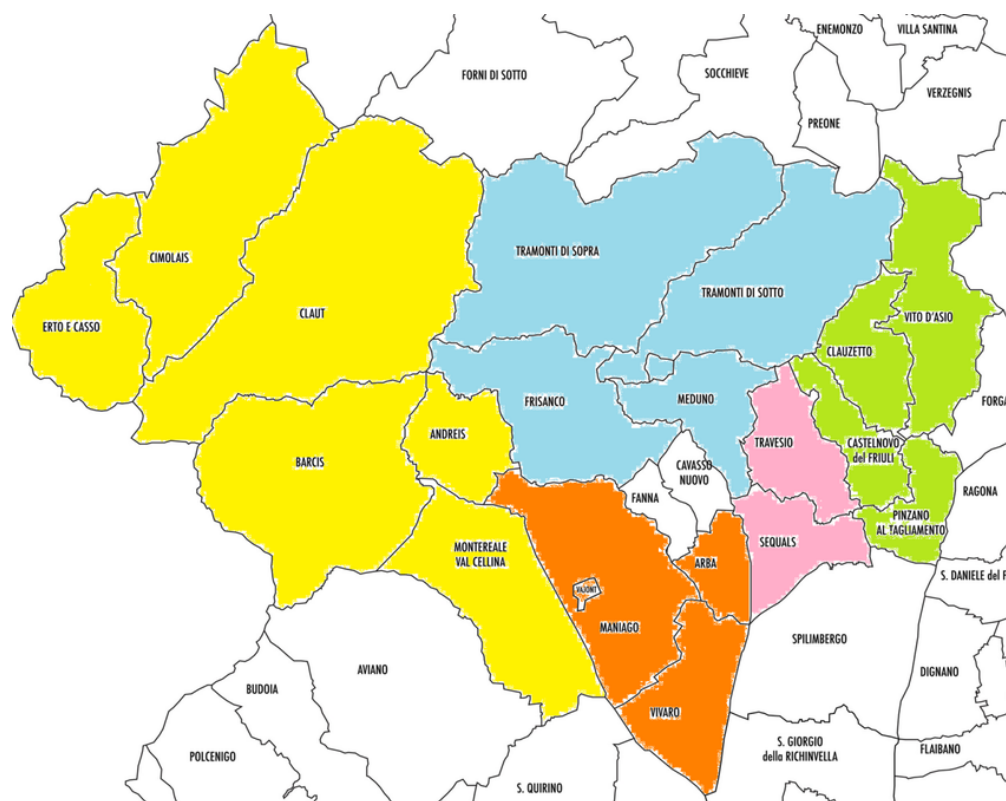 ENEMONZO
VILLA SANTINA
FORNI DI SOTTO
SOCCHIEVE
VERZEGNIS
PREONE
TRAMONTI DI SOPRA
CIMOLAIS
TRAMONTI DI SOTTO
CLAUT
VITO D'ASIO
ERTO E CASSO
CLAUZETTO
FRISANCO
MEDUNO
FORGA
ANDREIS
TRAVESIO
CASTELNOVO
del FRIULI
BARCIS
CAVASSO
NUOVO
FANNA
RAGONA
PINZANO
AL TAGLIAMENTO
MONTEREALE
VAL CELLINA
SEQUALS
ARBA
S. DANIELE del F
VAJONT
MANIAGO
SPILIMBERGO
AVIANO
DIGNANO
BUDOIA
VIVARO
POLCENIGO
S. GIORGIO
della RICHINVELLA
FLAIBANO
S. QUIRINO